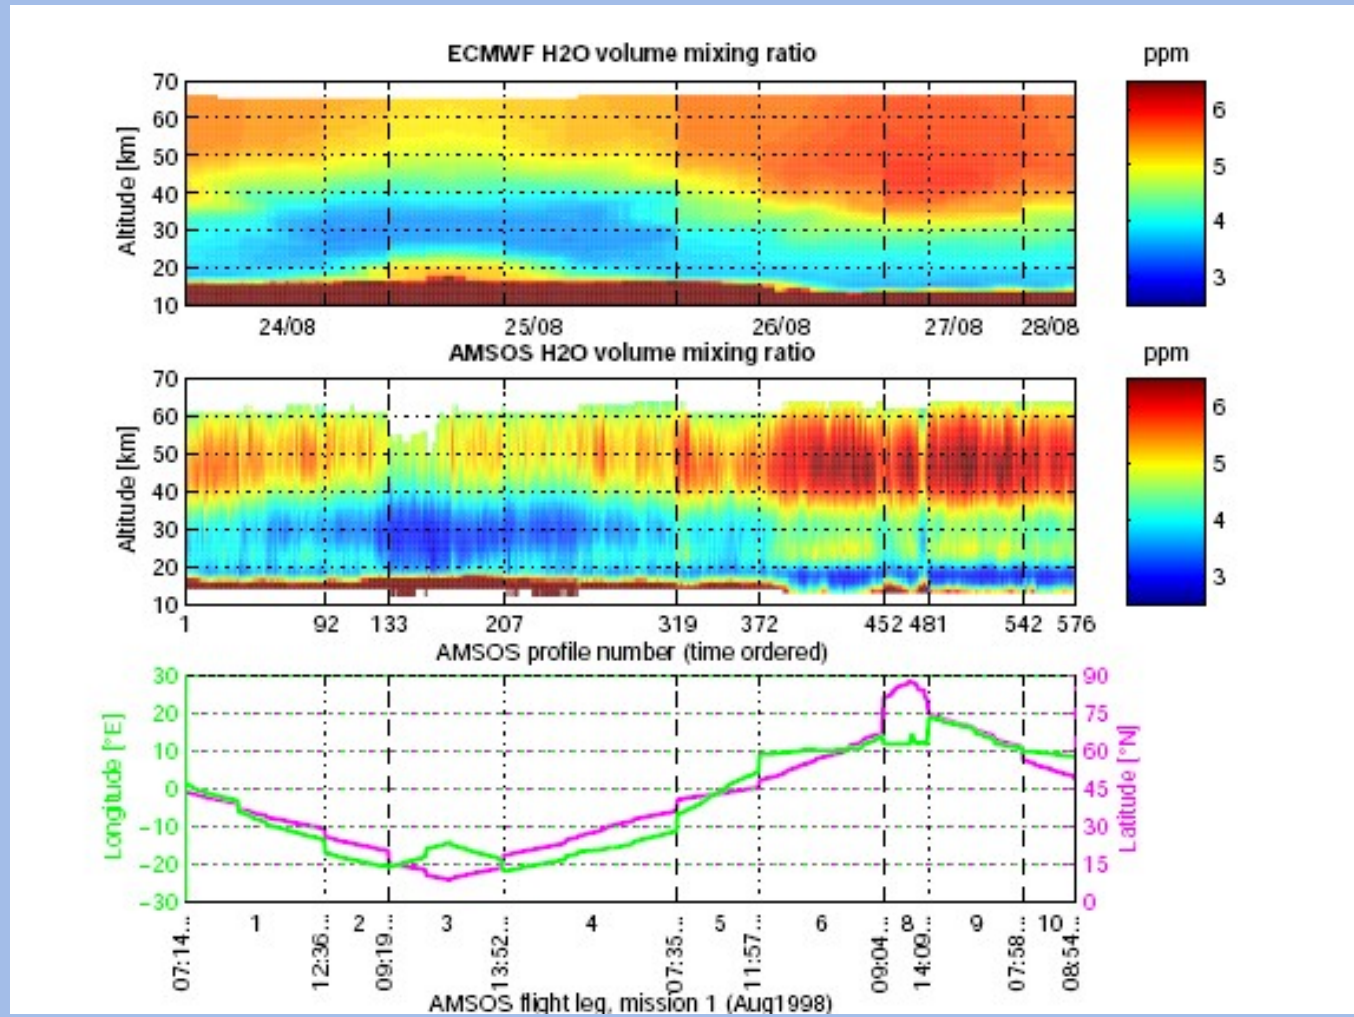 ECMWF H2O volume mixing ratio
ppm
70
60
50
40
30
20
10
Altitude [km]
6
5
4
3
24/08 25/08 26/08 27/08 28/08
AMSOS H2O volume mixing ratio
ppm
70
60
50
40
30
20
10
Altitude [km]
6
5
4
3
1 92 133 207 319 372 452 481 542 576
AMSOS profile number (time ordered)
30
20
10
0
-10
-20
-30
Longitude [°E]
90
75
60
45
30
15
0
Latitude [°N]
1 2 3 4 5 6 8 9 10
07:14... 12:36... 09:19... 13:52... 07:35... 11:57... 09:04... 14:09... 07:58... 08:54...
AMSOS flight leg, mission 1 (Aug1998)